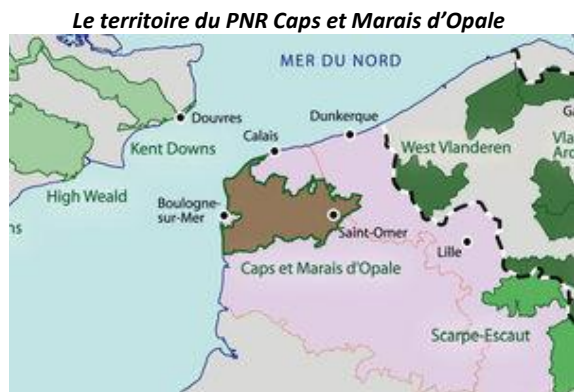 Le territoire du PNR Caps et Marais d’Opale
MER DU NORD
Douvres
Dunkerque
Calais
Kent Downs
West Vlanderen
High Weald
Boulogne-
sur-Mer
Saint-Omer
Lille
Caps et Marais d'Opale
Scarpe-Escaut